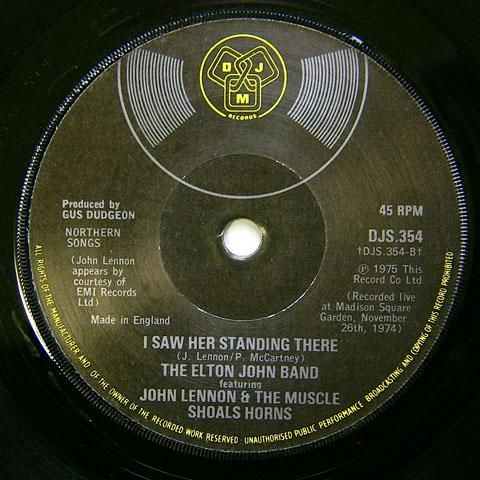 D J
M
RECORDS
Produced by
GUS DUDGEON
NORTHERN
SONGS
(John Lennon
appears by
courtesy of
EMI Records
Ltd)
Made in England
45 RPM
DJS.354
†DJS.354-B†
℗ 1975 This
Record Co Ltd
(Recorded live
at Madison Square
Garden, November
26th, 1974)
I SAW HER STANDING THERE
(J. Lennon/P. McCartney)
THE ELTON JOHN BAND
featuring
JOHN LENNON & THE MUSCLE
SHOALS HORNS
ALL RIGHTS OF THE MANUFACTURER AND OF THE OWNER OF THE RECORDED WORK RESERVED · UNAUTHORISED PUBLIC PERFORMANCE BROADCASTING AND COPYING OF THIS RECORD PROHIBITED